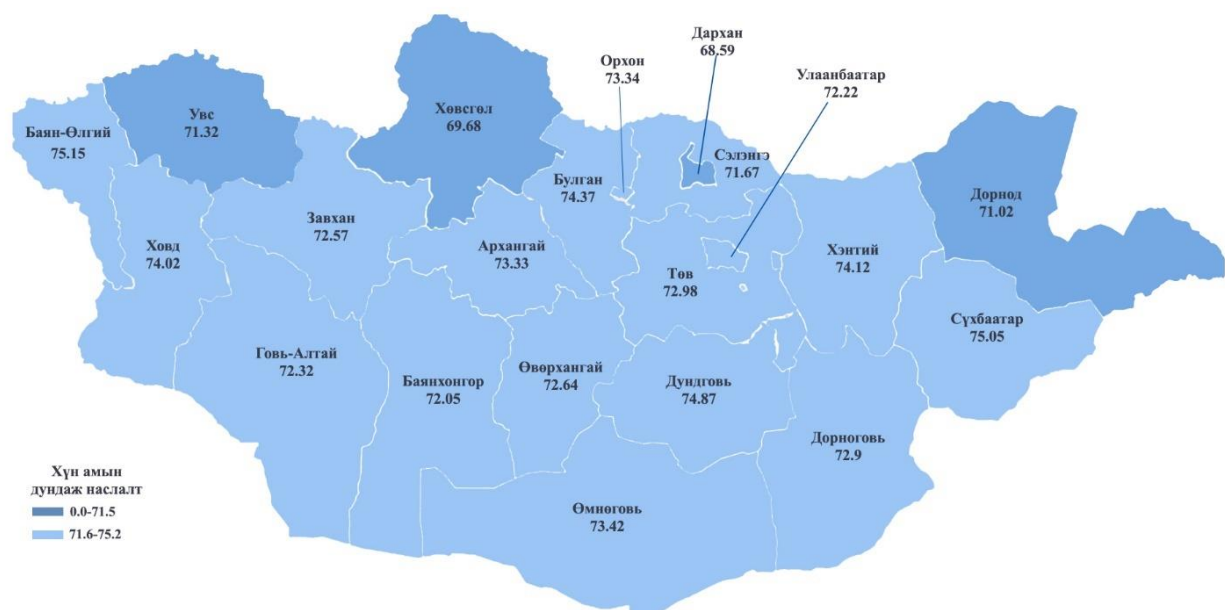 Дархан
68.59
Орхон
73.34
Улаанбаатар
72.22
Хөвсгөл
69.68
Увс
71.32
Баян-Өлгий
75.15
Сэлэнгэ
71.67
Булган
74.37
Дорнод
71.02
Завхан
72.57
Ховд
74.02
Архангай
73.33
Хэнтий
74.12
Төв
72.98
Сүхбаатар
75.05
Говь-Алтай
72.32
Баянхонгор
72.05
Өвөрхангай
72.64
Дундговь
74.87
Дорноговь
72.9
Өмнөговь
73.42
Хүн амын
дундаж наслалт
0.0-71.5
71.6-75.2